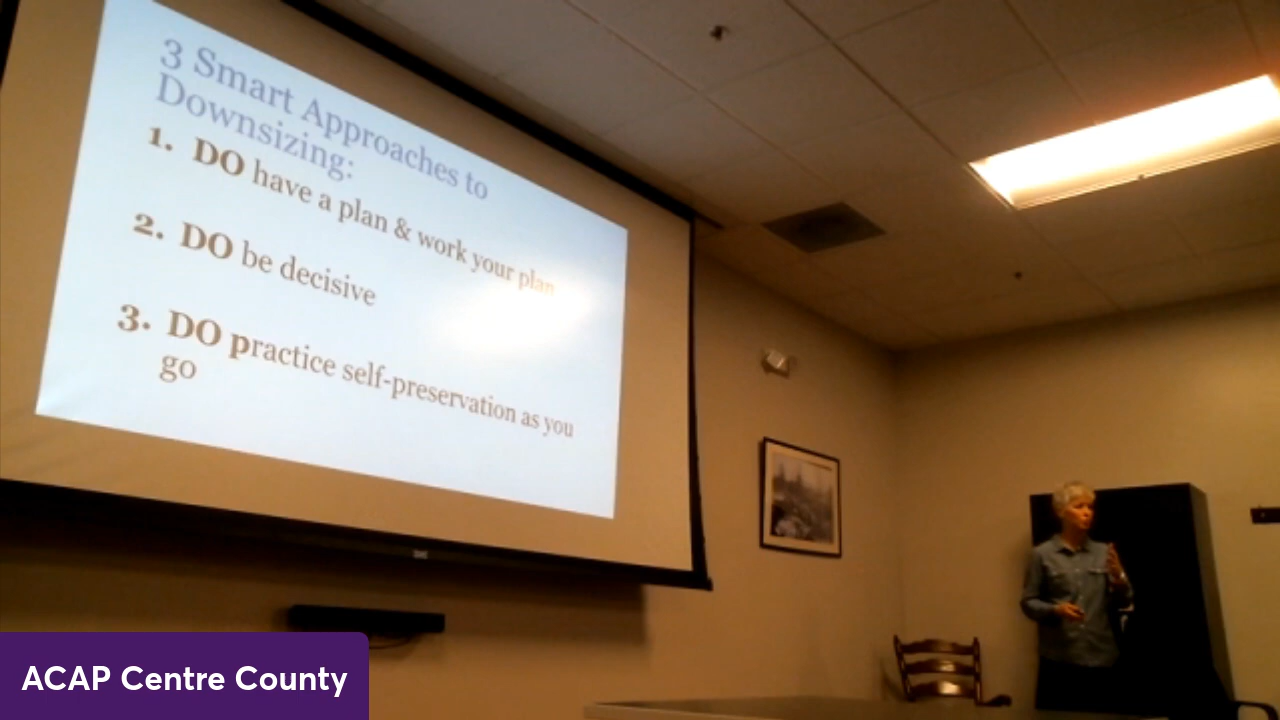 3 Smart Approaches to
Downsizing:
1. DO have a plan & work your plan
2. DO be decisive
3. DO practice self-preservation as you
go
ACAP Centre County